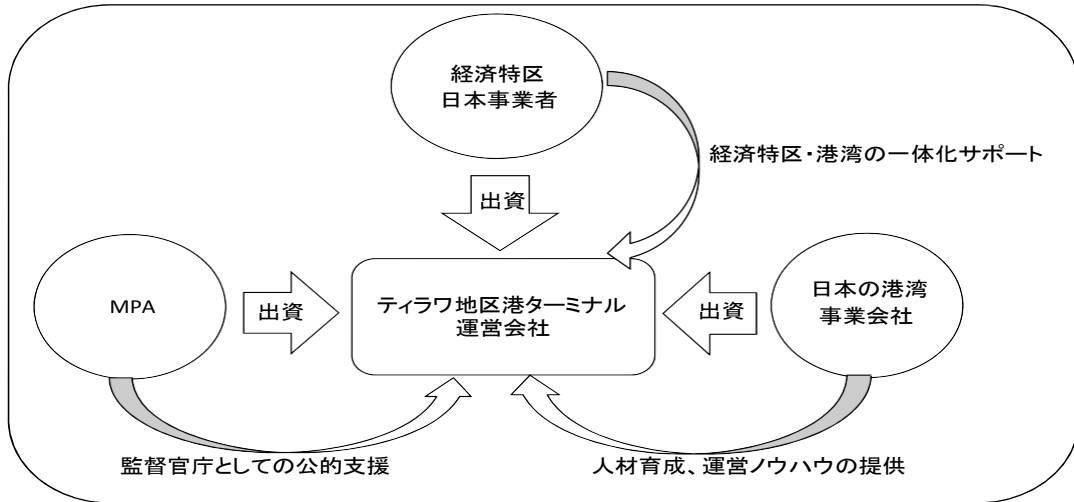 経済特区
日本事業者
経済特区・港湾の一体化サポート
出資
MPA
出資
ティラワ地区港ターミナル
運営会社
出資
日本の港湾
事業会社
監督官庁としての公的支援
人材育成、運営ノウハウの提供